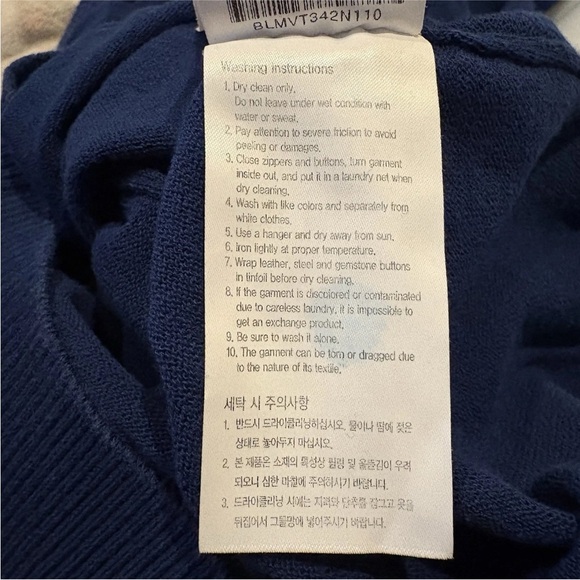 BLMVT342N110
Washing instructions
1. Dry clean only.
Do not leave under wet condition with
water or sweat.
2. Pay attention to severe friction to avoid
peeling or damages.
3. Close zippers and buttons, turn garment
inside out, and put it in a laundry net when
dry cleaning.
4. Wash with like colors and separately from
white clothes.
5. Use a hanger and dry away from sun.
6. Iron lightly at proper temperature.
7. Wrap leather, steel and gemstone buttons
in tinfoil before dry cleaning.
8. If the garment is discolored or contaminated
due to careless laundry, it is impossible to
get an exchange product.
9. Be sure to wash it alone.
10. The garment can be torn or dragged due
to the nature of its textile.
세탁 시 주의사항
1. 반드시 드라이클리닝하십시오. 물이나 땀에 젖은
상태로 놓아두지 마십시오.
2. 본 제품은 소재의 특성상 필링 및 올뜯김이 우려
되오니 심한 마찰에 주의하시기 바랍니다.
3. 드라이클리닝 시에는 지퍼와 단추를 잠그고 옷을
뒤집어서 그물망에 넣어주시기 바랍니다.